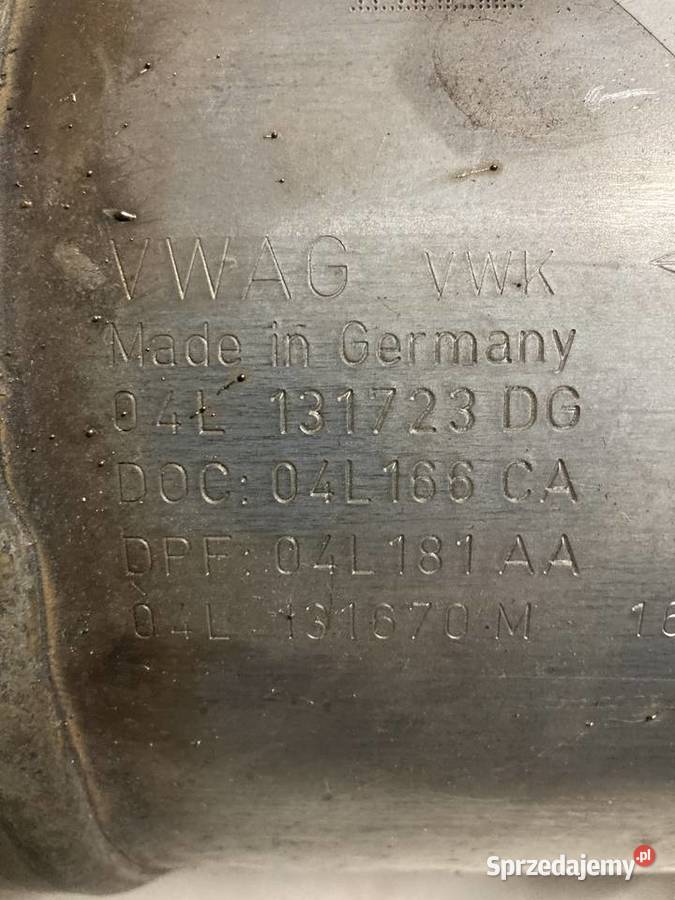 VWAG VWK
Made in Germany
04L 131723 DG
DOC: 04L166 CA
DPF: 04L181 AA
04L 131670 M
Sprzedajemy.pl